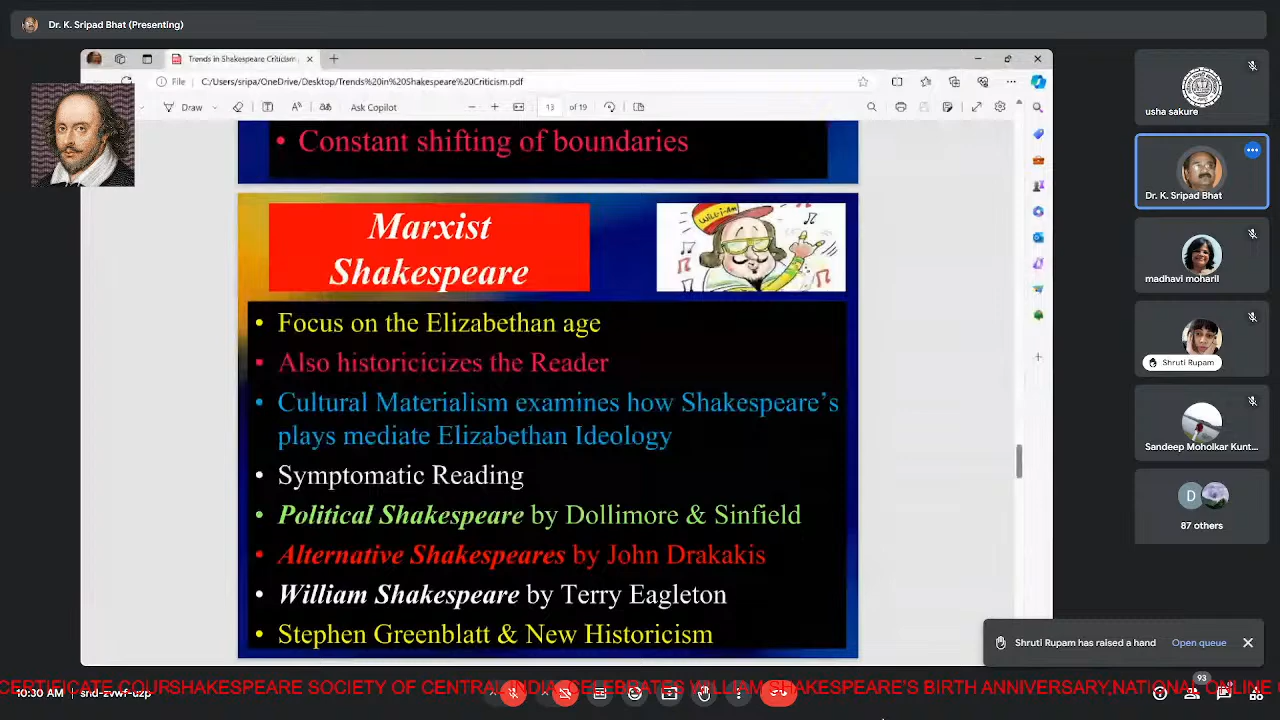 Dr. K. Sripad Bhat (Presenting)
Trends in Shakespeare Criticism
File
C:/Users/sripa/OneDrive/Desktop/Trends%20in%20Shakespeare%20Criticism.pdf
Draw
Ask Copilot
13 of 19
• Constant shifting of boundaries
Marxist
Shakespeare
WILL-I-AM
• Focus on the Elizabethan age
• Also historicicizes the Reader
• Cultural Materialism examines how Shakespeare's
plays mediate Elizabethan Ideology
• Symptomatic Reading
• Political Shakespeare by Dollimore & Sinfield
• Alternative Shakespeares by John Drakakis
• William Shakespeare by Terry Eagleton
• Stephen Greenblatt & New Historicism
usha sakure
Dr. K. Sripad Bhat
madhavi moharil
Shruti Rupam
Sandeep Moholkar Kunt...
D
87 others
Shruti Rupam has raised a hand
Open queue
93
10:30 AM
CERTIFICATE COURSHAKESPEARE SOCIETY OF CENTRAL INDIA, CELEBRATES WILLIAM SHAKESPEARE'S BIRTH ANNIVERSARY,NATIONAL ONLINE